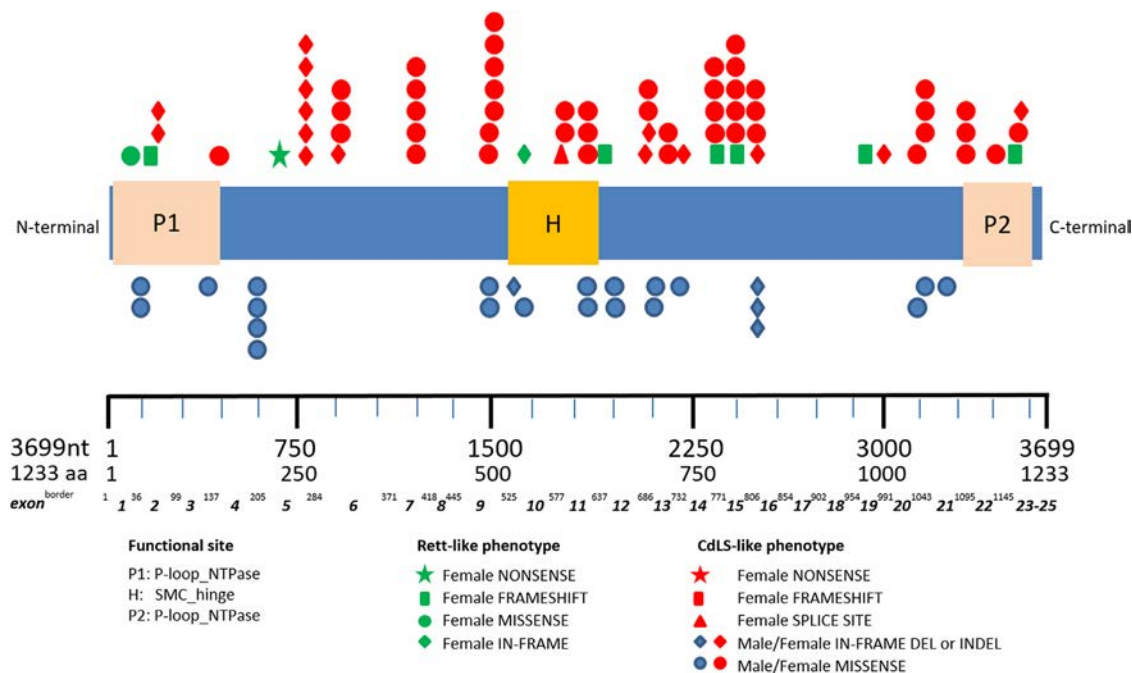 N-terminal P1 H P2 C-terminal
3699nt 1 750 1500 2250 3000 3699
1233 aa 1 250 500 750 1000 1233
exon border 1 1 36 2 99 3 137 4 205 5 284 6 371 7 418 8 445 9 525 10 577 11 637 12 686 13 732 14 771 15 806 16 854 17 902 18 954 19 991 20 1043 21 1095 22 1145 23-25
Functional site
P1: P-loop_NTPase
H: SMC_hinge
P2: P-loop_NTPase
Rett-like phenotype
Female NONSENSE
Female FRAMESHIFT
Female MISSENSE
Female IN-FRAME
CdLS-like phenotype
Female NONSENSE
Female FRAMESHIFT
Female SPLICE SITE
Male/Female IN-FRAME DEL or INDEL
Male/Female MISSENSE